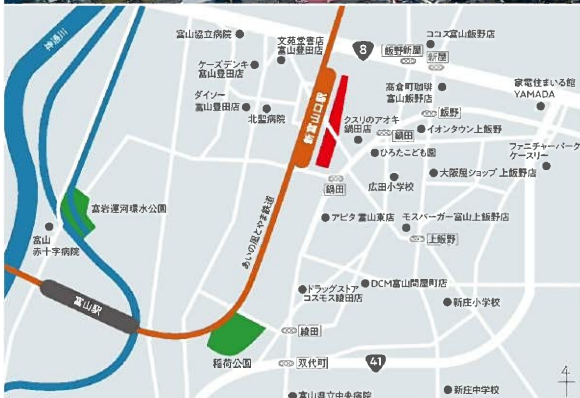 神通川
富山協立病院
文苑堂書店
富山豊田店
8
ココス富山飯野店
飯野新屋
新屋
ケーズデンキ
富山豊田店
高倉町珈琲
富山飯野店
家電住まいる館
YAMADA
ダイソー
富山豊田店
北聖病院
新富山口駅
クスリのアオキ
鍋田店
飯野
鍋田
イオンタウン上飯野
ひろたこども園
ファニチャーパーク
ケースリー
鍋田
広田小学校
大阪屋ショップ 上飯野店
富岩運河環水公園
富山
赤十字病院
アピタ 富山東店
モスバーガー富山上飯野店
上飯野
あいの風とやま鉄道
富山駅
ドラッグストア
コスモス綾田店
DCM富山問屋町店
新庄小学校
綾田
稲荷公園
双代町
41
4
富山県立中央病院
新庄中学校